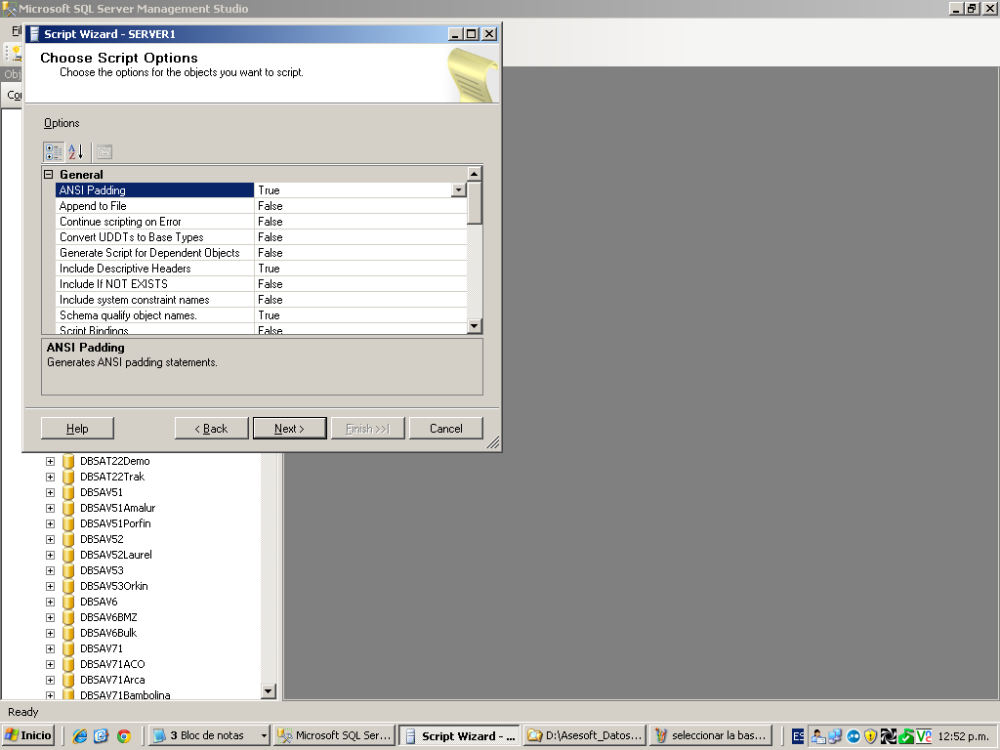 Microsoft SQL Server Management Studio
Script Wizard - SERVER1
Choose Script Options
Choose the options for the objects you want to script.
Options
General
ANSI Padding True
Append to File False
Continue scripting on Error False
Convert UDDTs to Base Types False
Generate Script for Dependent Objects False
Include Descriptive Headers True
Include If NOT EXISTS False
Include system constraint names False
Schema qualify object names. True
Script Bindings False
ANSI Padding
Generates ANSI padding statements.
Help < Back Next > Finish >>| Cancel
DBSAT22Demo
DBSAT22Trak
DBSAV51
DBSAV51Amalur
DBSAV51Porfin
DBSAV52
DBSAV52Laurel
DBSAV53
DBSAV53Orkin
DBSAV6
DBSAV6BMZ
DBSAV6Bulk
DBSAV71
DBSAV71ACO
DBSAV71Arca
DBSAV71Bambolina
Ready
Inicio 3 Bloc de notas Microsoft SQL Ser... Script Wizard - ... D:\Asesoft_Datos... seleccionar la bas... ES 12:52 p.m.